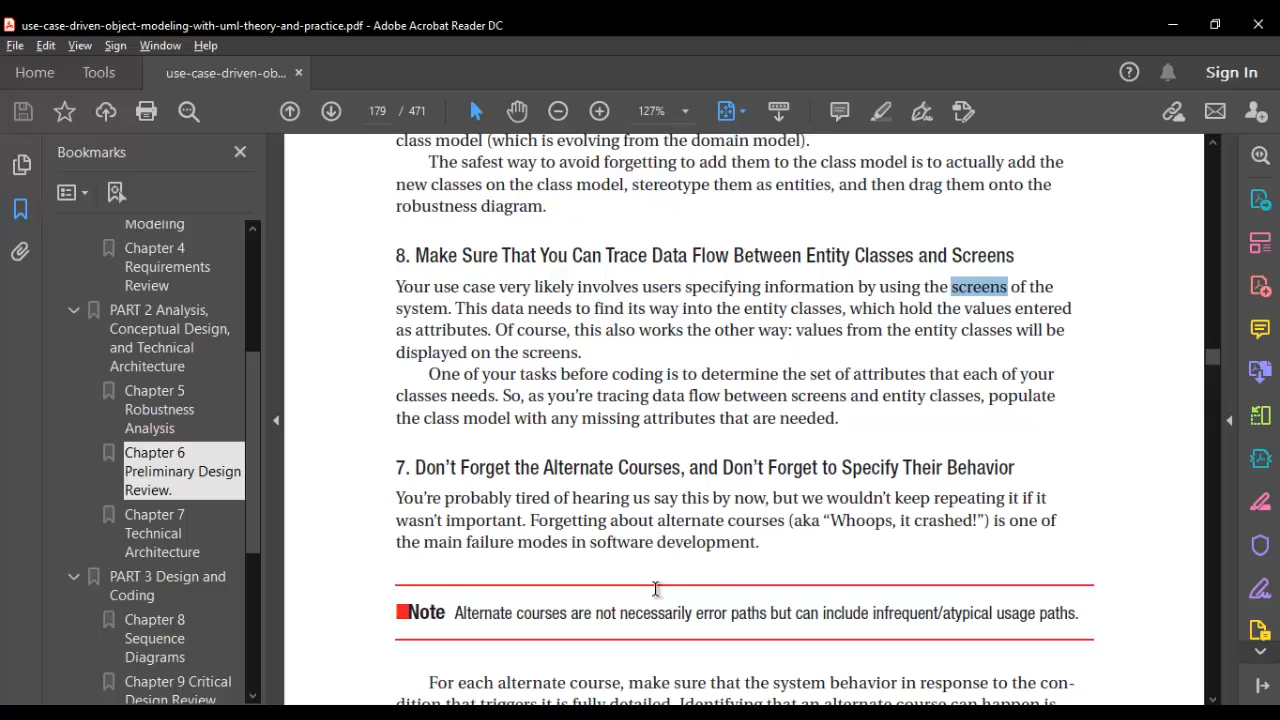 use-case-driven-object-modeling-with-uml-theory-and-practice.pdf - Adobe Acrobat Reader DC
File Edit View Sign Window Help
Home Tools use-case-driven-ob... × Sign In
179 / 471 127%
Bookmarks
Modeling
Chapter 4
Requirements
Review
PART 2 Analysis,
Conceptual Design,
and Technical
Architecture
Chapter 5
Robustness
Analysis
Chapter 6
Preliminary Design
Review.
Chapter 7
Technical
Architecture
PART 3 Design and
Coding
Chapter 8
Sequence
Diagrams
Chapter 9 Critical
Design Review
class model (which is evolving from the domain model).
The safest way to avoid forgetting to add them to the class model is to actually add the
new classes on the class model, stereotype them as entities, and then drag them onto the
robustness diagram.
8. Make Sure That You Can Trace Data Flow Between Entity Classes and Screens
Your use case very likely involves users specifying information by using the screens of the
system. This data needs to find its way into the entity classes, which hold the values entered
as attributes. Of course, this also works the other way: values from the entity classes will be
displayed on the screens.
One of your tasks before coding is to determine the set of attributes that each of your
classes needs. So, as you're tracing data flow between screens and entity classes, populate
the class model with any missing attributes that are needed.
7. Don't Forget the Alternate Courses, and Don't Forget to Specify Their Behavior
You're probably tired of hearing us say this by now, but we wouldn't keep repeating it if it
wasn't important. Forgetting about alternate courses (aka “Whoops, it crashed!”) is one of
the main failure modes in software development.
Note Alternate courses are not necessarily error paths but can include infrequent/atypical usage paths.
For each alternate course, make sure that the system behavior in response to the con-
dition that triggers it is fully detailed. Identifying that an alternate course can happen is